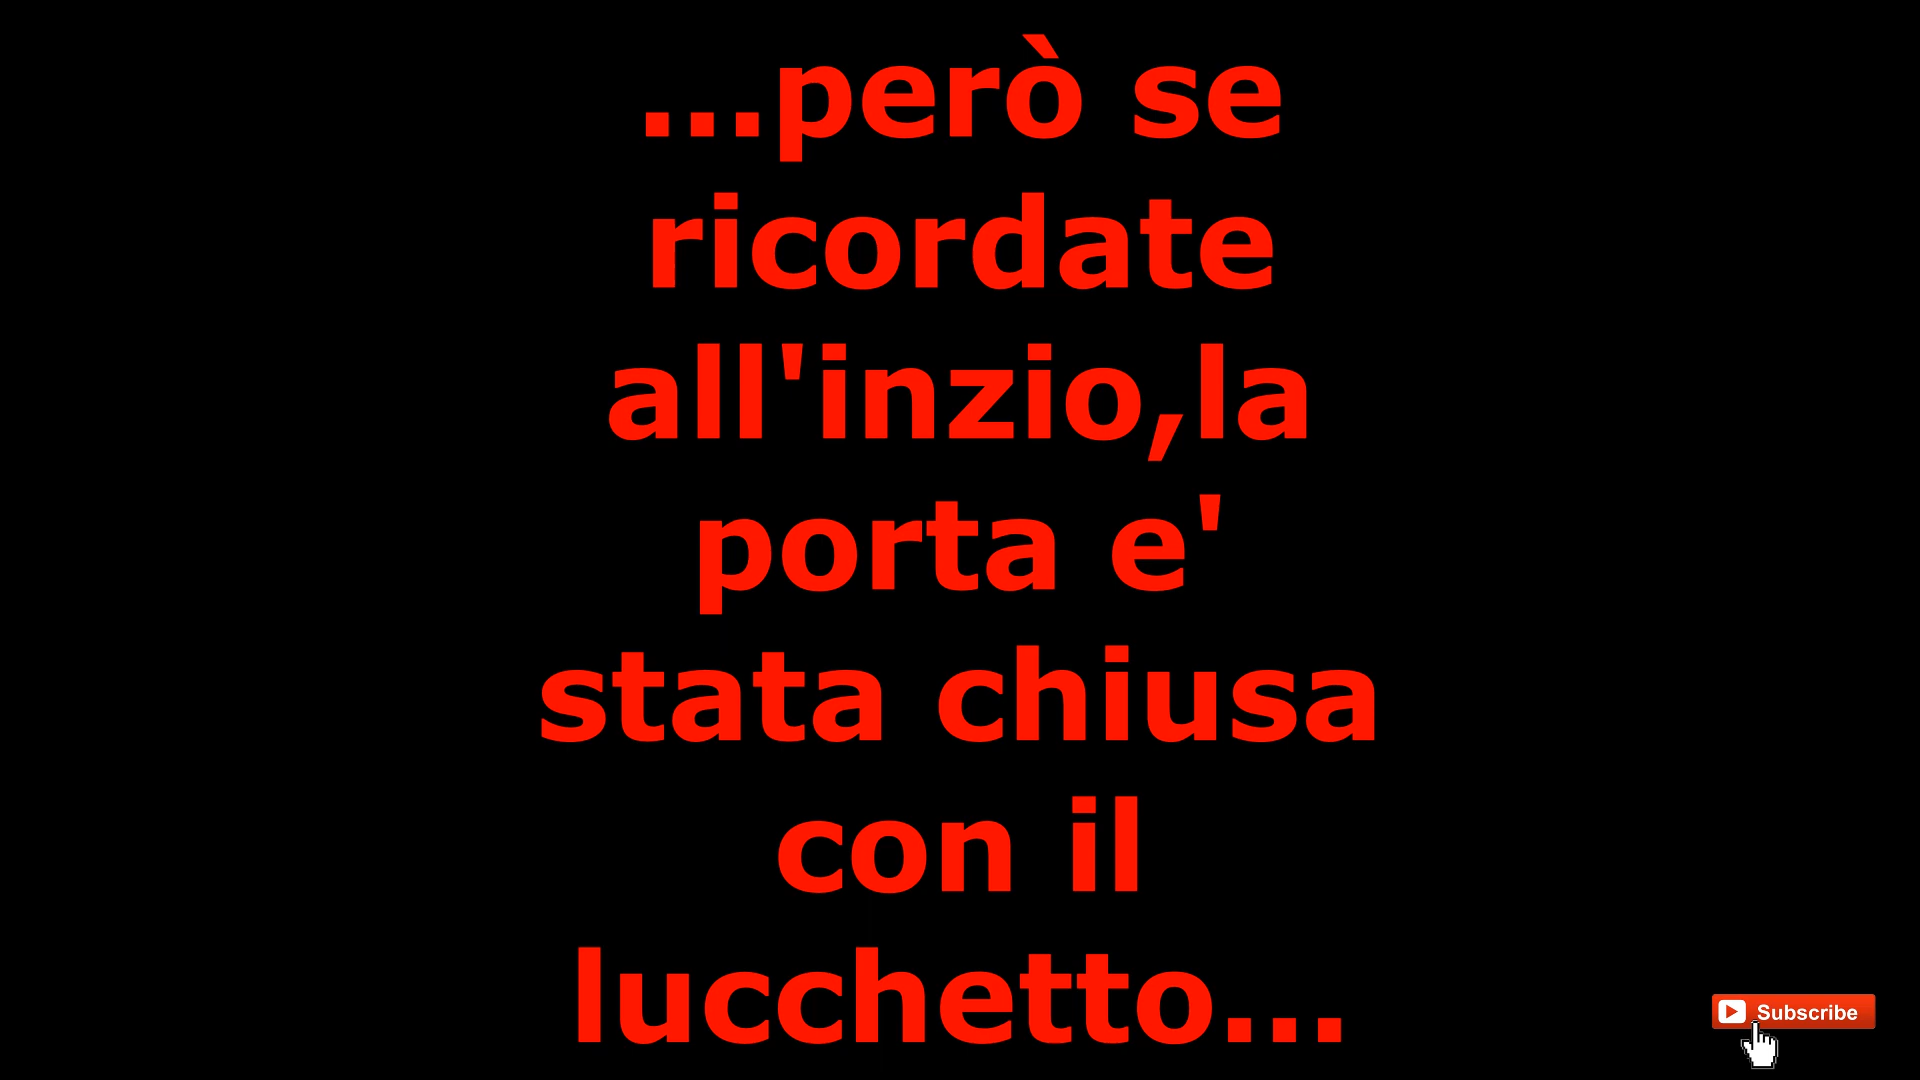 ...però se
ricordate
all'inzio,la
porta e'
stata chiusa
con il
lucchetto...
Subscribe